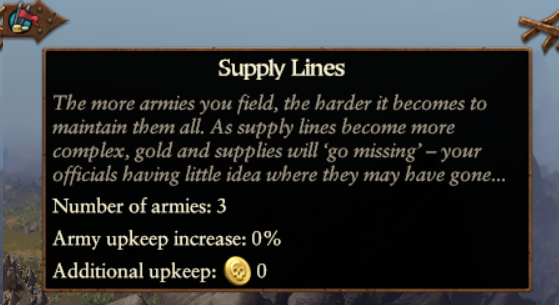 Supply Lines
The more armies you field, the harder it becomes to
maintain them all. As supply lines become more
complex, gold and supplies will ‘go missing’ – your
officials having little idea where they may have gone...
Number of armies: 3
Army upkeep increase: 0%
Additional upkeep: 0